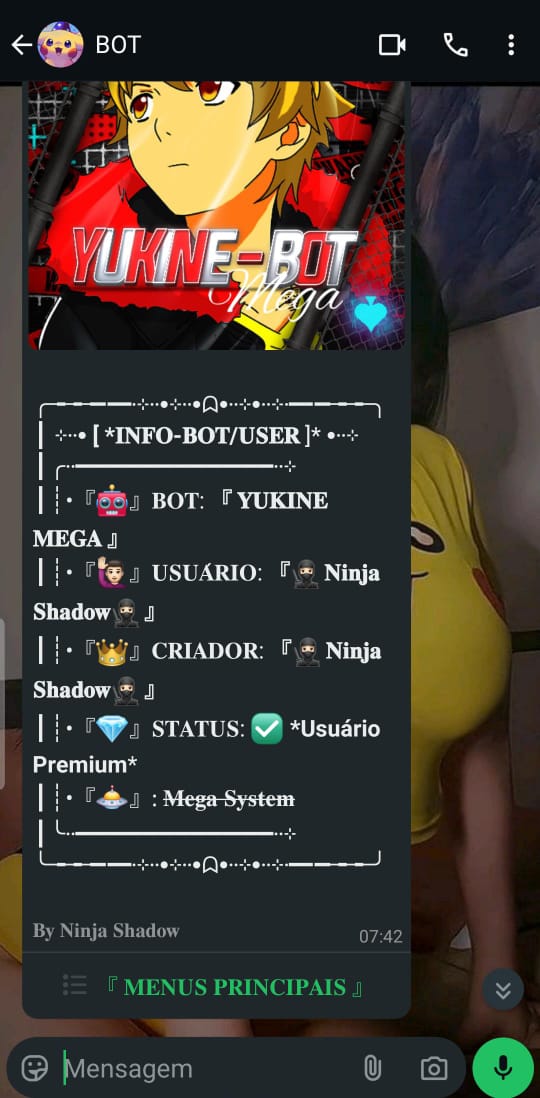 BOT
YUKINE-BOT
Mega
[ *INFO-BOT/USER ]*
『🤖』BOT: 『 YUKINE
MEGA 』
『🙋🏻‍♂️』USUÁRIO: 『🥷🏻 Ninja
Shadow🥷🏻 』
『👑』CRIADOR: 『🥷🏻 Ninja
Shadow🥷🏻 』
『💎』STATUS: ✅ *Usuário
Premium*
『🛸』: Mega System
By Ninja Shadow
07:42
『 MENUS PRINCIPAIS 』
Mensagem